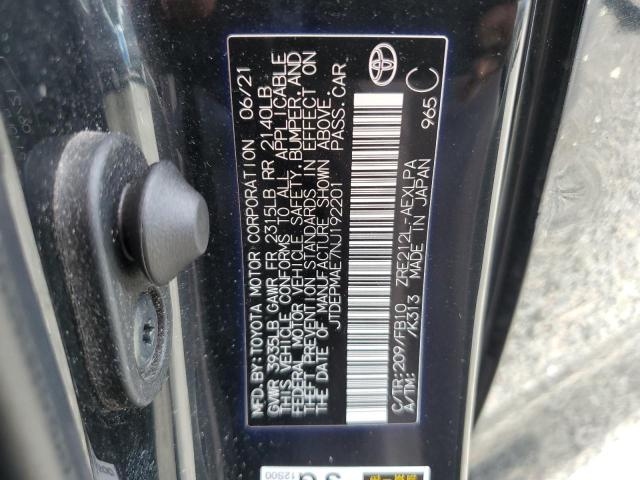 MFD.BY:TOYOTA MOTOR CORPORATION 06/21
GVWR 3935LB GAWR FR 2315LB RR 2140LB
THIS VEHICLE CONFORMS TO ALL APPLICABLE
FEDERAL MOTOR VEHICLE SAFETY,BUMPER,AND
THEFT PREVENTION STANDARDS IN EFFECT ON
THE DATE OF MANUFACTURE SHOWN ABOVE.
JTDEPMAE7NJ192201 PASS.CAR
C/TR:209/FB10 ZRE212L-AEXLPA 965 C
A/TM: /K313 MADE IN JAPAN
12S00